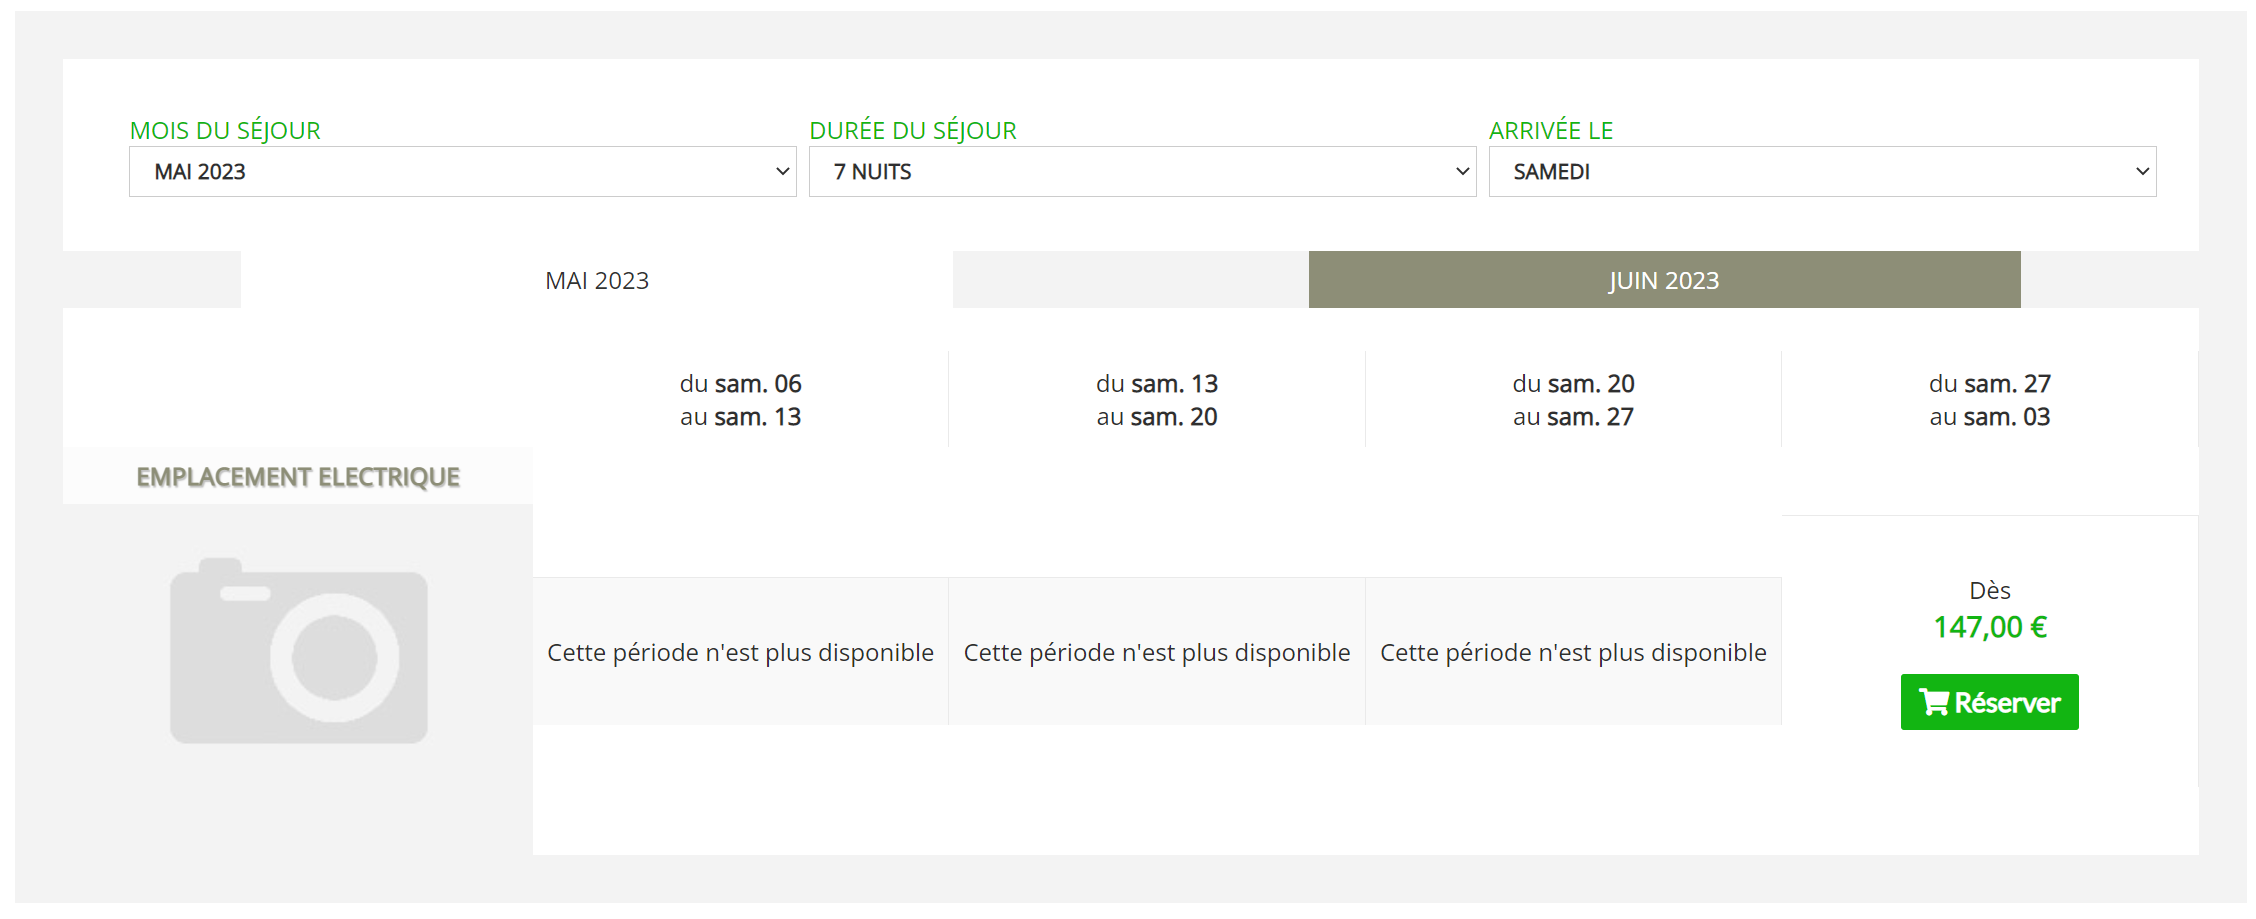 MOIS DU SÉJOUR
DURÉE DU SÉJOUR
ARRIVÉE LE
MAI 2023
7 NUITS
SAMEDI
MAI 2023
JUIN 2023
du sam. 06
au sam. 13
du sam. 13
au sam. 20
du sam. 20
au sam. 27
du sam. 27
au sam. 03
EMPLACEMENT ELECTRIQUE
Cette période n'est plus disponible
Cette période n'est plus disponible
Cette période n'est plus disponible
Dès
147,00 €
Réserver